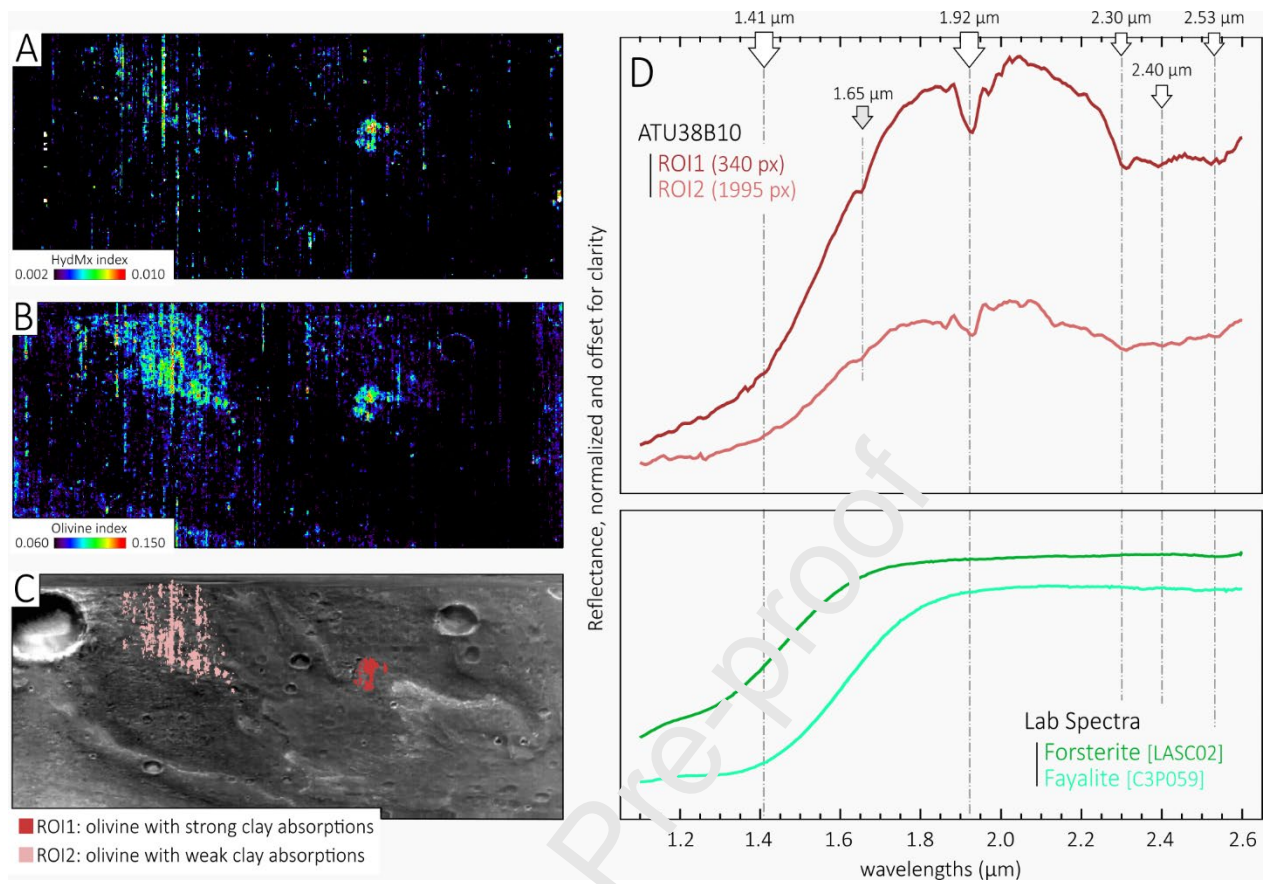 A
HydMx index
0.002 0.010
B
Olivine index
0.060 0.150
C
ROI1: olivine with strong clay absorptions
ROI2: olivine with weak clay absorptions
1.41 µm 1.92 µm 2.30 µm 2.53 µm
D
2.40 µm
1.65 µm
ATU38B10
ROI1 (340 px)
ROI2 (1995 px)
Reflectance, normalized and offset for clarity
Pre-proof
Lab Spectra
Forsterite [LASC02]
Fayalite [C3P059]
1.2 1.4 1.6 1.8 2.0 2.2 2.4 2.6
wavelengths (µm)